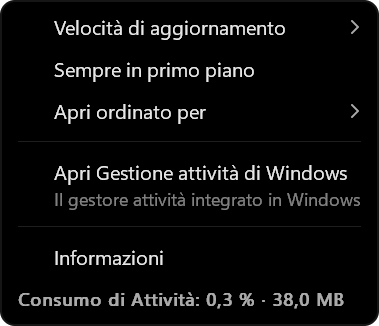 Velocità di aggiornamento
Sempre in primo piano
Apri ordinato per
Apri Gestione attività di Windows
Il gestore attività integrato in Windows
Informazioni
Consumo di Attività: 0,3 % · 38,0 MB